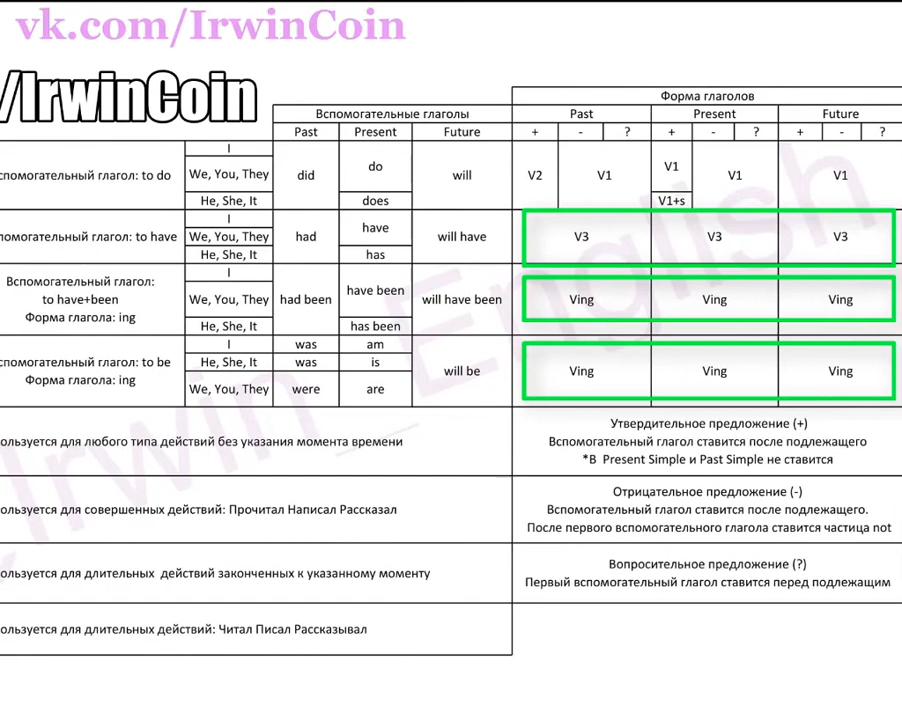 vk.com/IrwinCoin
/IrwinCoin
Форма глаголов
Вспомогательные глаголы Past Present Future
Past Present Future + - ? + - ? + - ?
I
We, You, They
He, She, It
помогательный глагол: to do
did
do
does
will
V2 V1 V1 V1 V1
V1+s
I
помогательный глагол: to have We, You, They had have will have V3 V3 V3
He, She, It has
Вспомогательный глагол:
to have+been
Форма глагола: ing
I
We, You, They had been have been will have been Ving Ving Ving
He, She, It has been
спомогательный глагол: to be
Форма глагола: ing
I was am
He, She, It was is will be Ving Ving Ving
We, You, They were are
ользуется для любого типа действий без указания момента времени
Утвердительное предложение (+)
Вспомогательный глагол ставится после подлежащего
*В Present Simple и Past Simple не ставится
ользуется для совершенных действий: Прочитал Написал Рассказал
Отрицательное предложение (-)
Вспомогательный глагол ставится после подлежащего.
После первого вспомогательного глагола ставится частица not
ользуется для длительных действий законченных к указанному моменту
Вопросительное предложение (?)
Первый вспомогательный глагол ставится перед подлежащим
ользуется для длительных действий: Читал Писал Рассказывал
Irwin_English